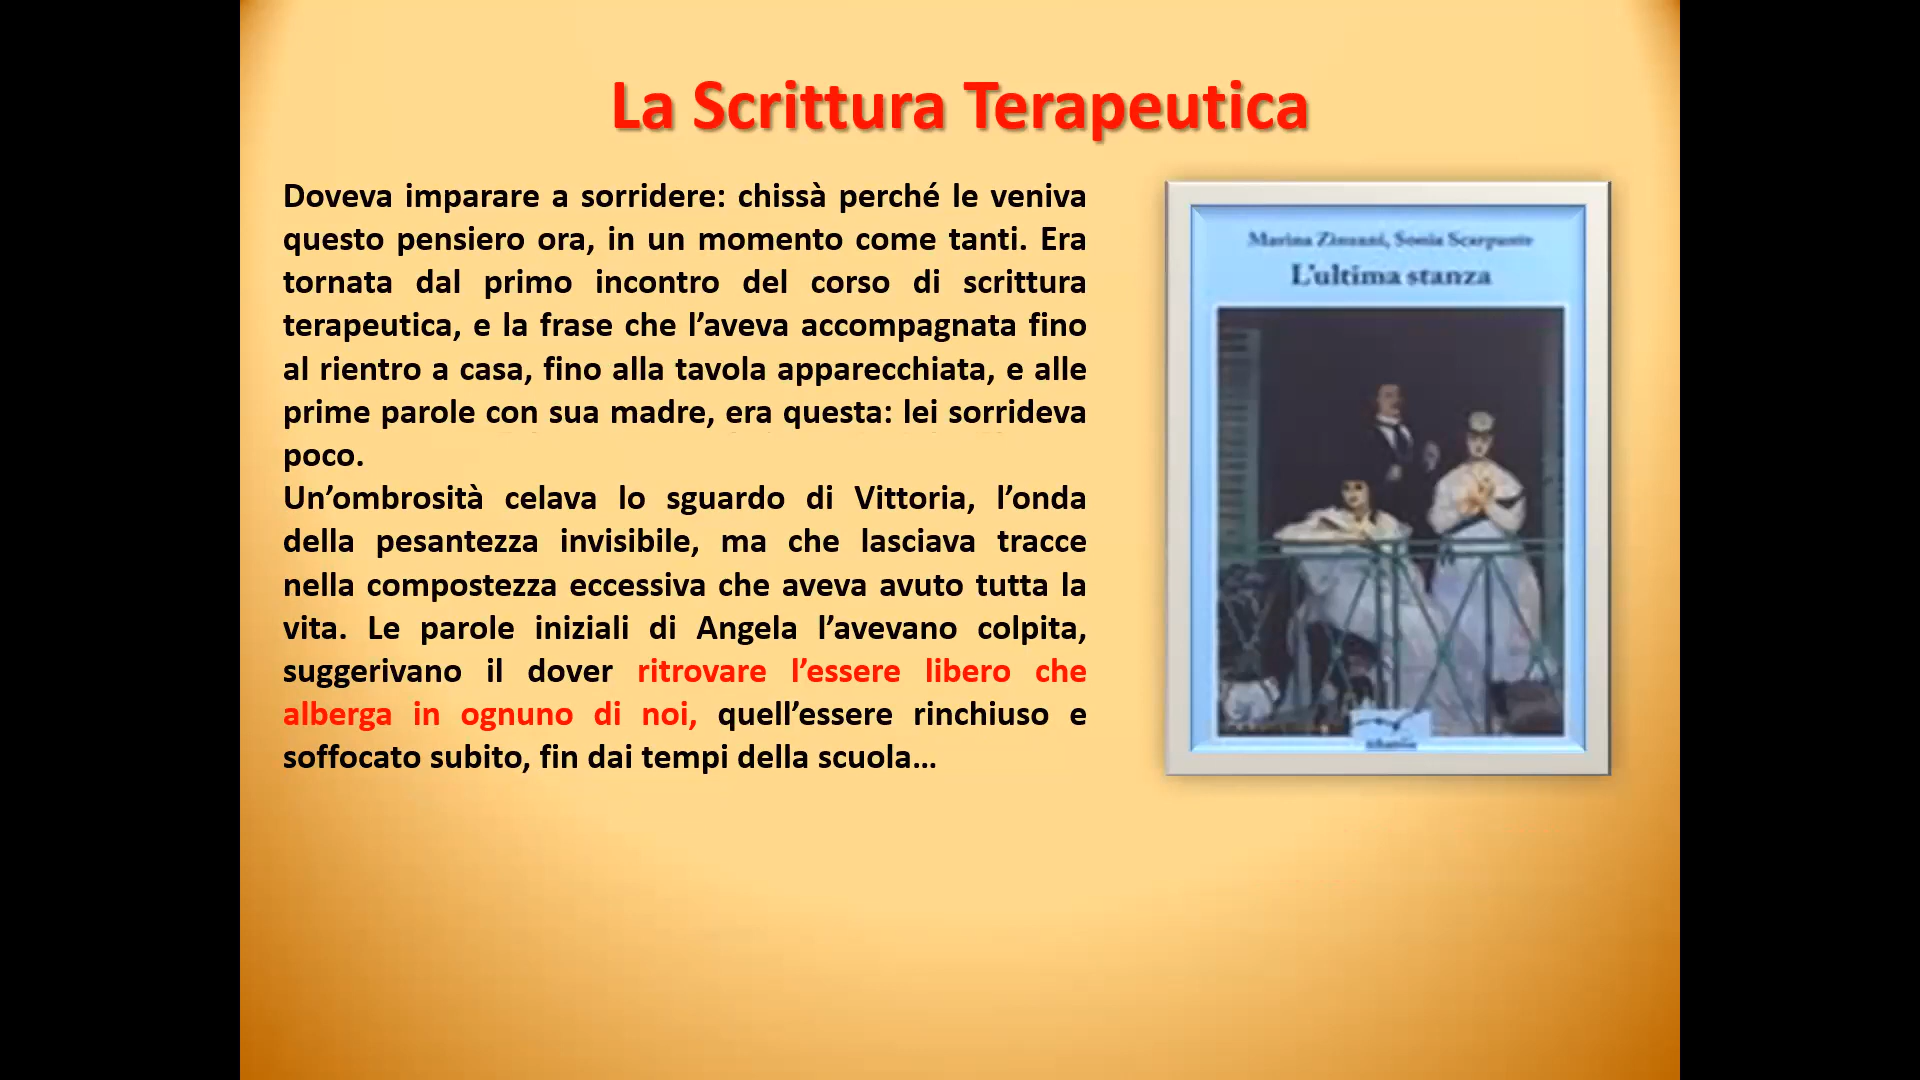 La Scrittura Terapeutica
Doveva imparare a sorridere: chissà perché le veniva
questo pensiero ora, in un momento come tanti. Era
tornata dal primo incontro del corso di scrittura
terapeutica, e la frase che l’aveva accompagnata fino
al rientro a casa, fino alla tavola apparecchiata, e alle
prime parole con sua madre, era questa: lei sorrideva
poco.
Un’ombrosità celava lo sguardo di Vittoria, l’onda
della pesantezza invisibile, ma che lasciava tracce
nella compostezza eccessiva che aveva avuto tutta la
vita. Le parole iniziali di Angela l’avevano colpita,
suggerivano il dover ritrovare l’essere libero che
alberga in ognuno di noi, quell’essere rinchiuso e
soffocato subito, fin dai tempi della scuola…
Marina Zinzani, Sonia Scarpante
L’ultima stanza